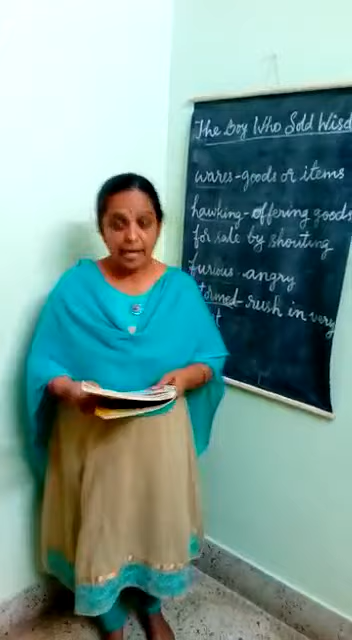 The Boy Who Sold Wisd
wares-goods or items
hawking-offering goods
for sale by shouting
furious-angry
stormed-rush in very
t